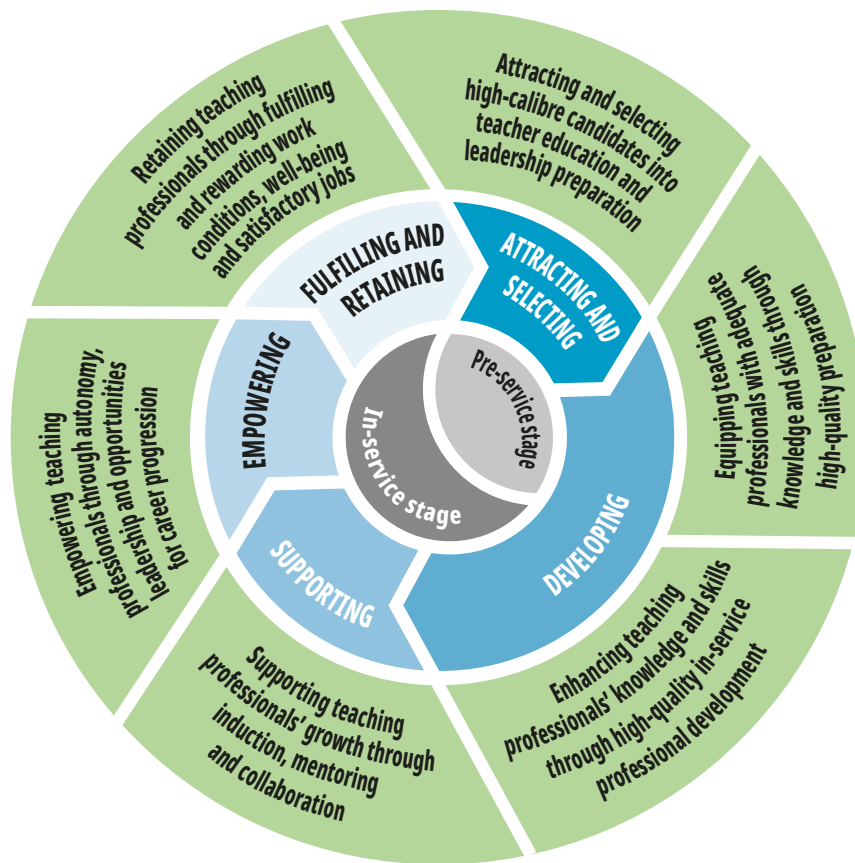 Attracting and selecting
high-calibre candidates into
teacher education and
leadership preparation
Equipping teaching
professionals with adequate
knowledge and skills through
high-quality preparation
Enhancing teaching
professionals’ knowledge and skills
through high-quality in-service
professional development
Supporting teaching
professionals’ growth through
induction, mentoring
and collaboration
Empowering teaching
professionals through autonomy,
leadership and opportunities
for career progression
Retaining teaching
professionals through fulfilling
and rewarding work
conditions, well-being
and satisfactory jobs
ATTRACTING AND
SELECTING
DEVELOPING
SUPPORTING
EMPOWERING
FULFILLING AND
RETAINING
Pre-service stage
In-service stage